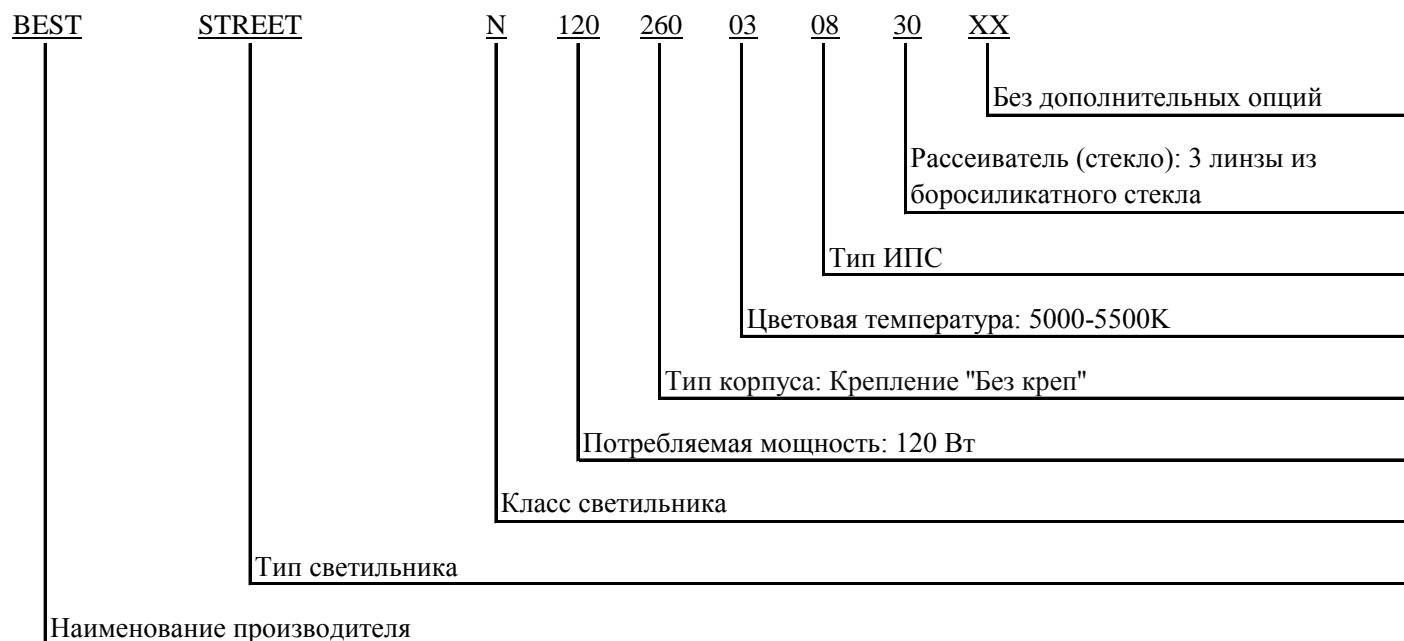 BEST STREET N 120 260 03 08 30 XX
Без дополнительных опций
Рассеиватель (стекло): 3 линзы из
боросиликатного стекла
Тип ИПС
Цветовая температура: 5000-5500K
Тип корпуса: Крепление "Без креп"
Потребляемая мощность: 120 Вт
Класс светильника
Тип светильника
Наименование производителя